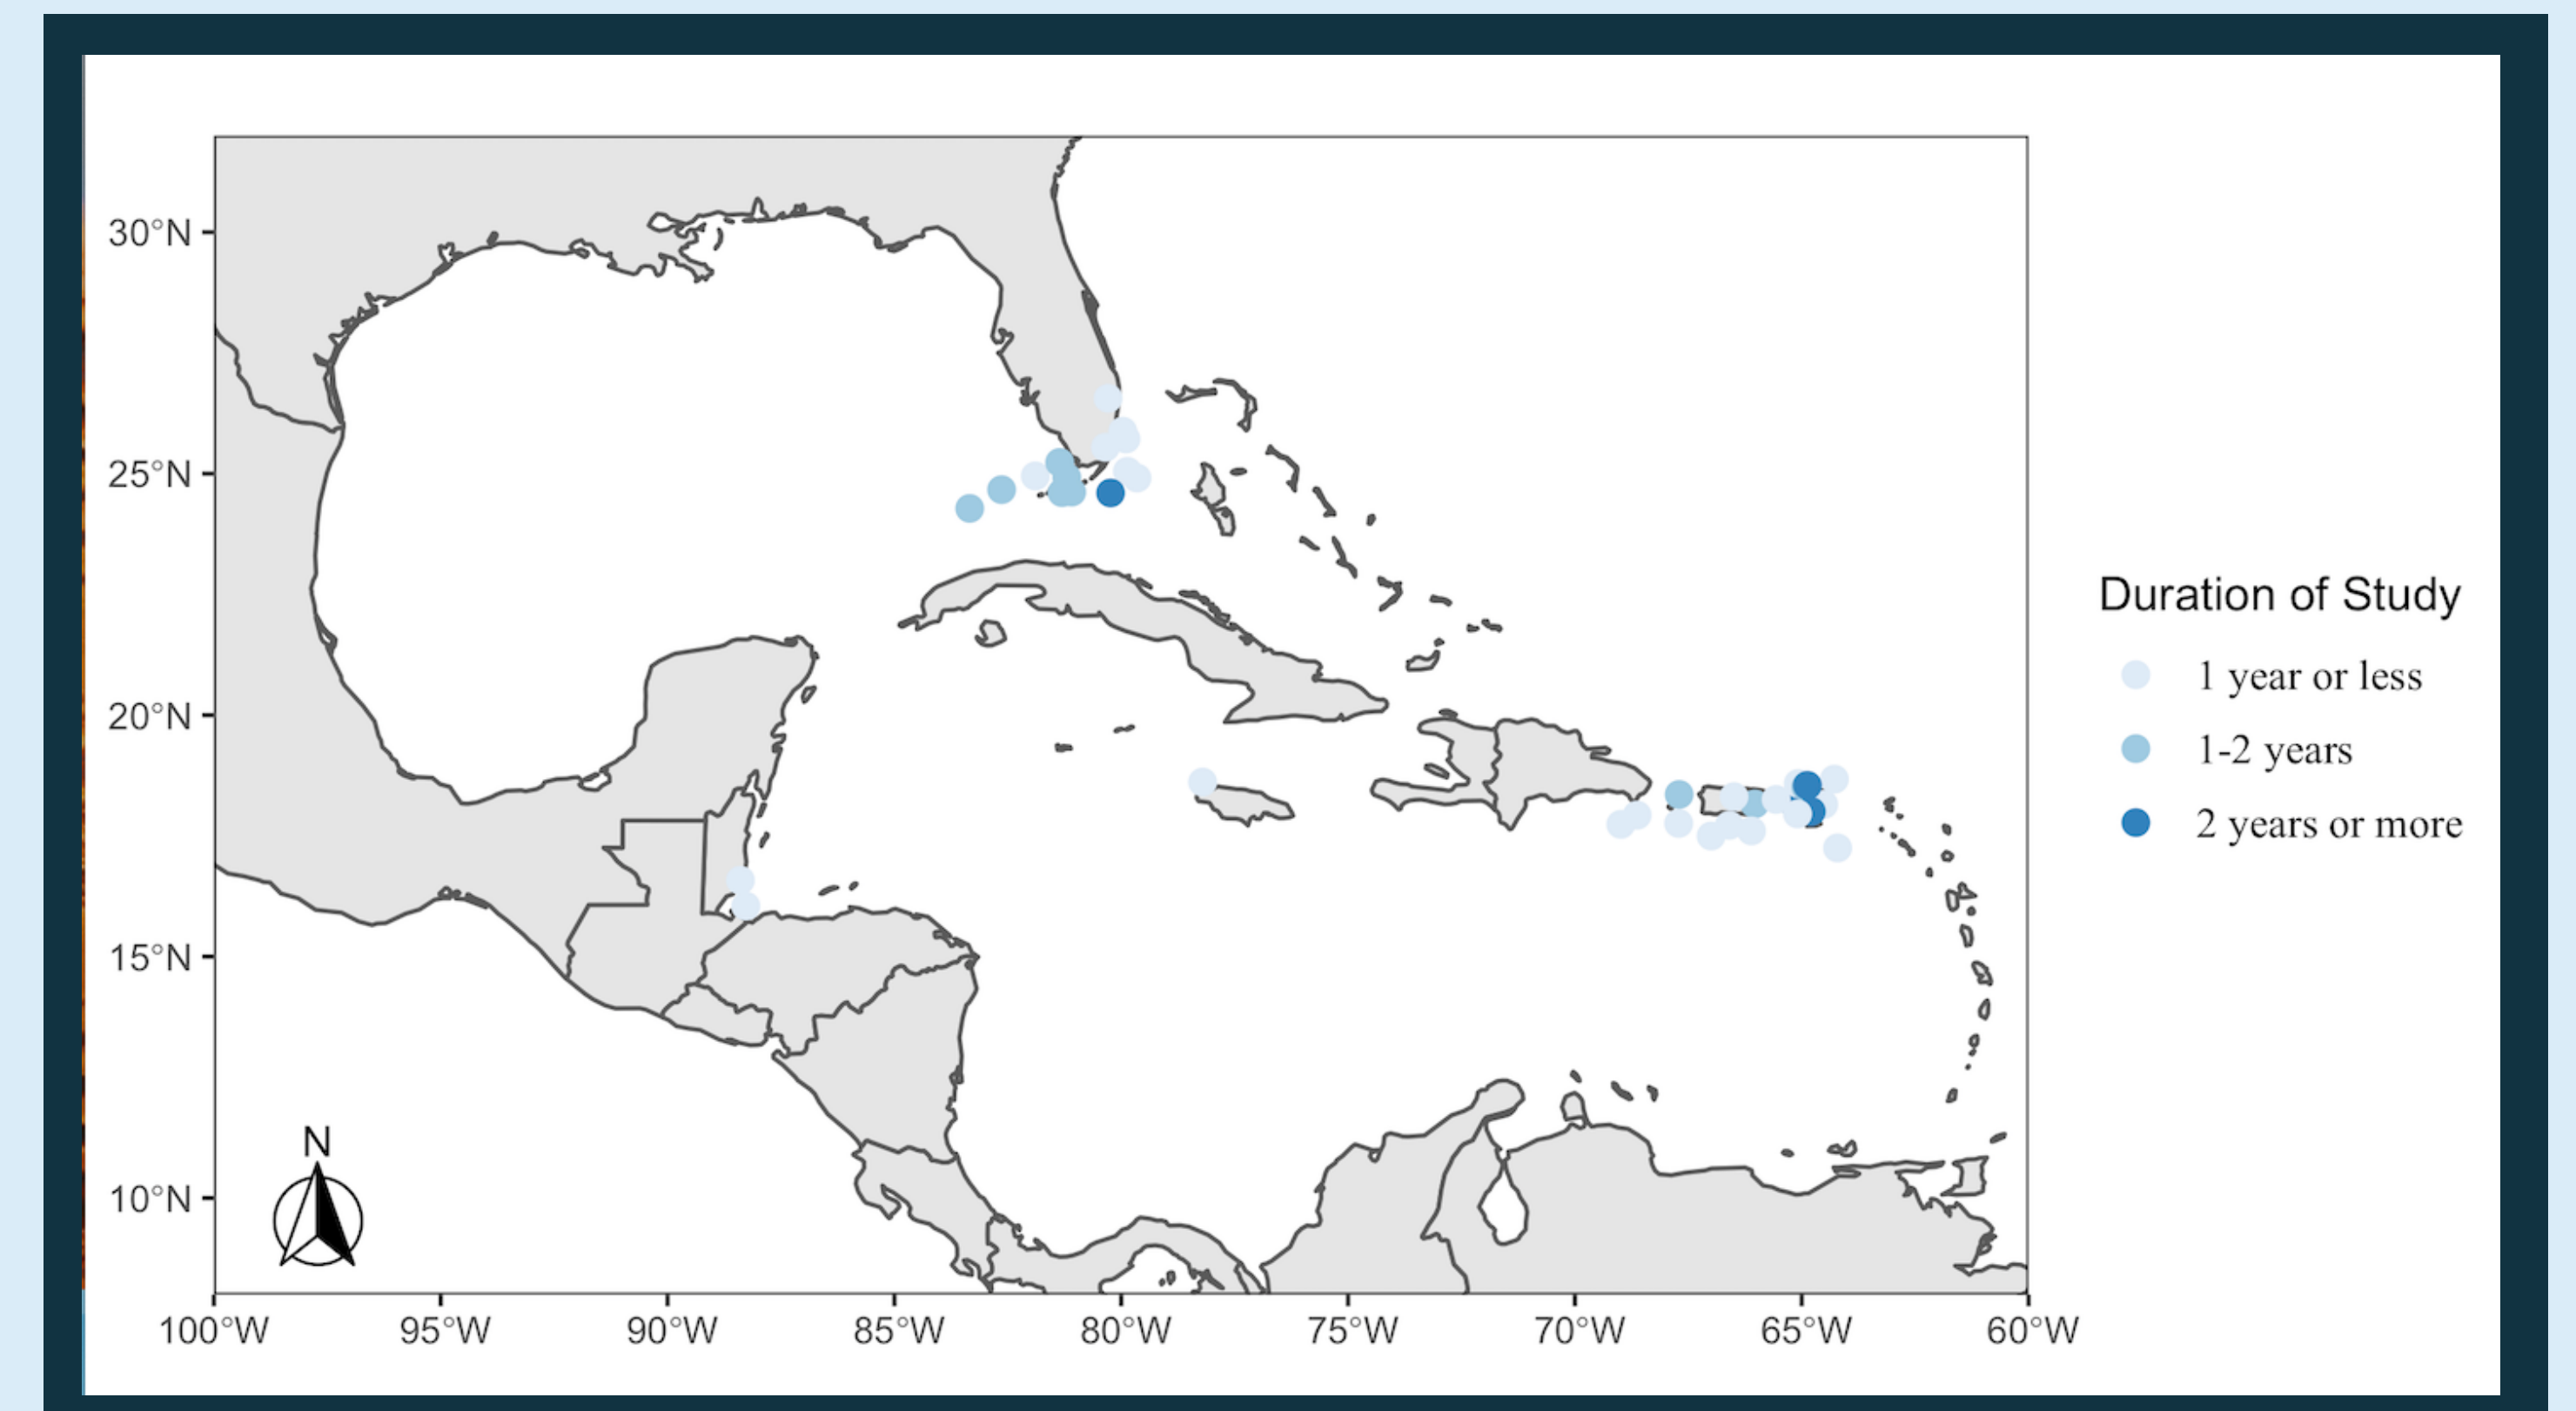 30°N
25°N
20°N
15°N
10°N
N
100°W 95°W 90°W 85°W 80°W 75°W 70°W 65°W 60°W
Duration of Study
1 year or less
1-2 years
2 years or more